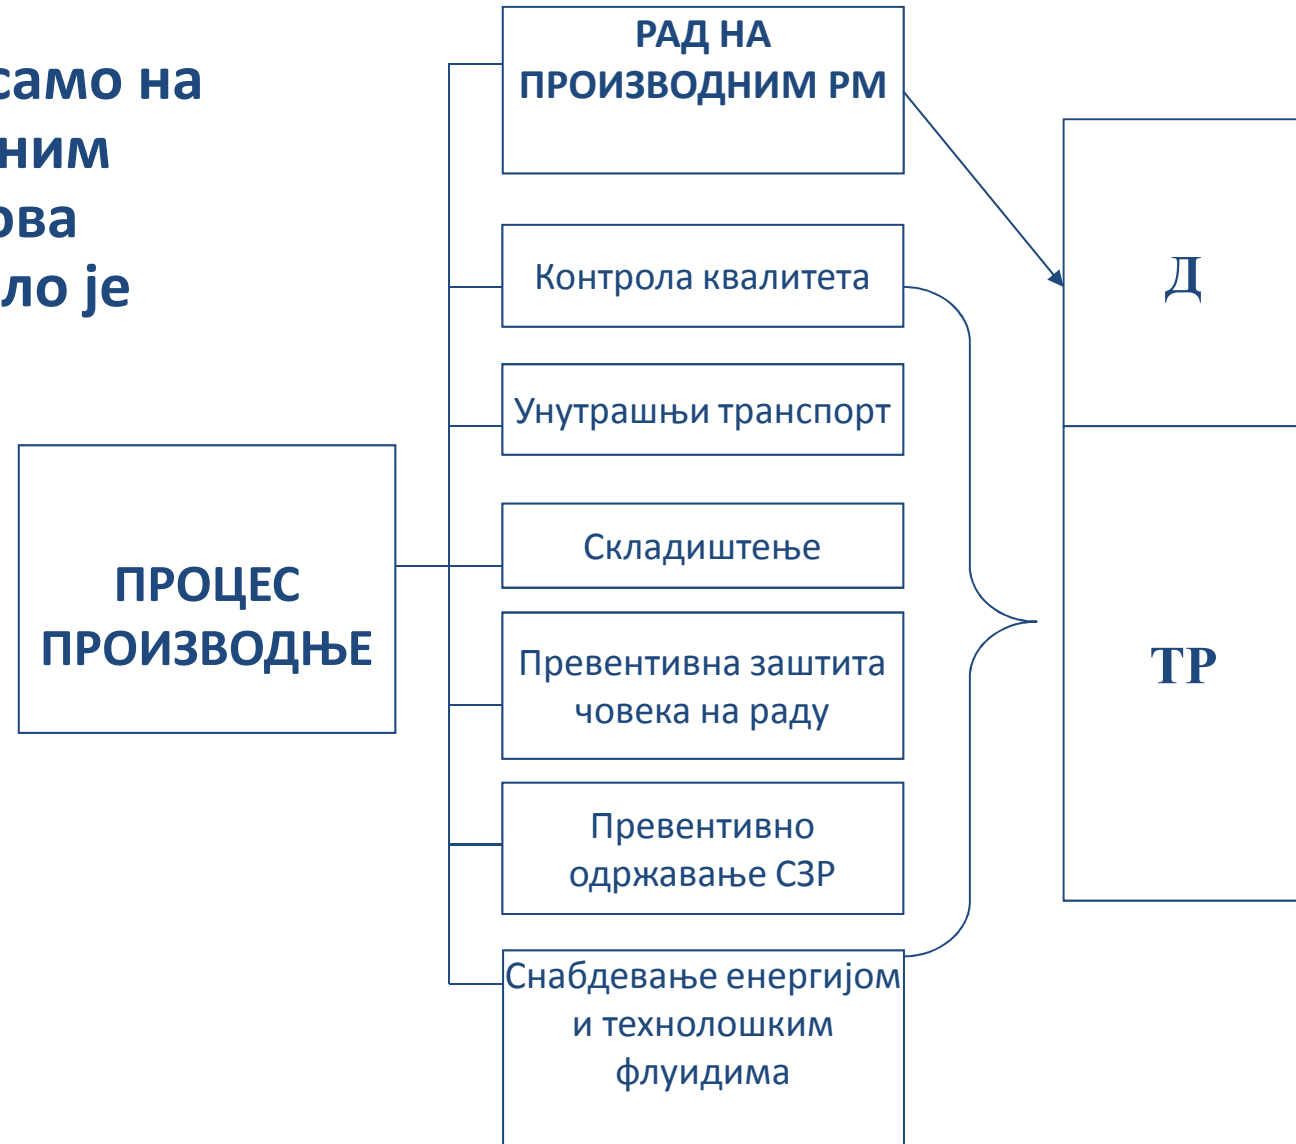 само на
ним
ова
ло је
ПРОЦЕС
ПРОИЗВОДЊЕ
РАД НА
ПРОИЗВОДНИМ РМ
Контрола квалитета
Унутрашњи транспорт
Складиштење
Превентивна заштита
човека на раду
Превентивно
одржавање СЗР
Снабдевање енергијом
и технолошким
флуидима
Д
ТР